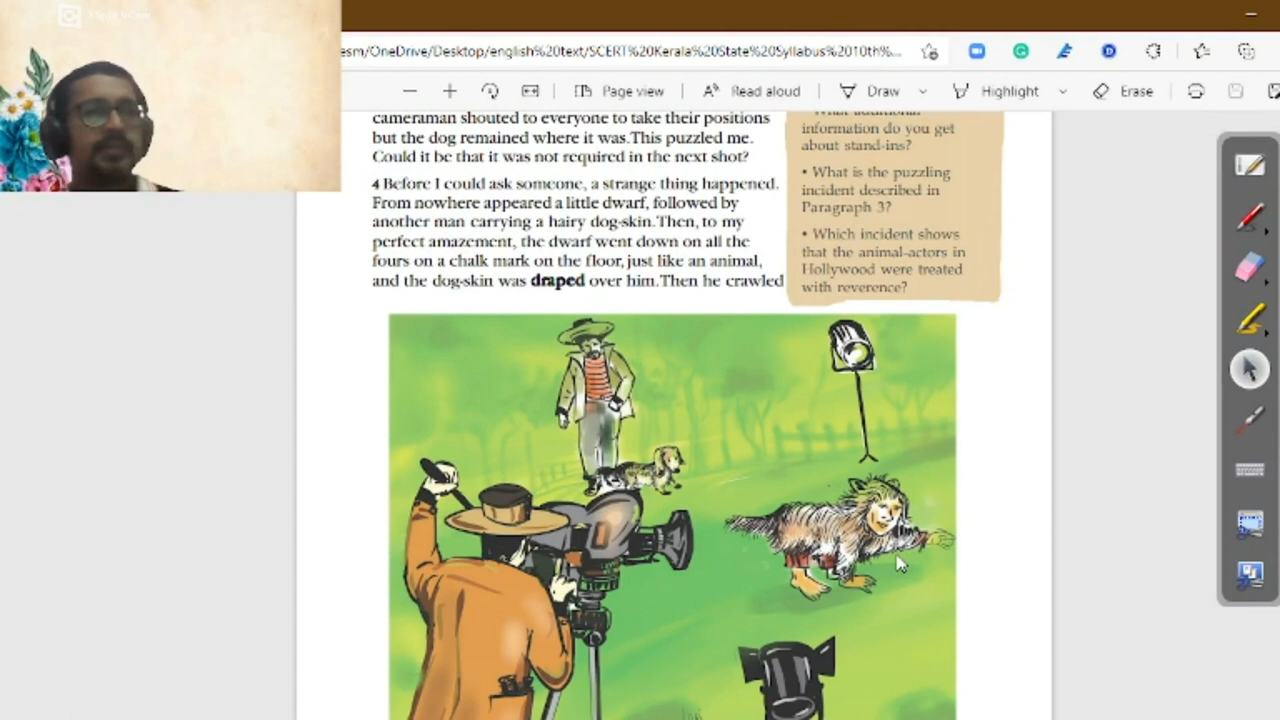 esm/OneDrive/Desktop/english%20text/SCERT%20Kerala%20State%20Syllabus%2010th%...
Page view
Read aloud
Draw
Highlight
Erase
cameraman shouted to everyone to take their positions
but the dog remained where it was. This puzzled me.
Could it be that it was not required in the next shot?
4 Before I could ask someone, a strange thing happened.
From nowhere appeared a little dwarf, followed by
another man carrying a hairy dog-skin. Then, to my
perfect amazement, the dwarf went down on all the
fours on a chalk mark on the floor, just like an animal,
and the dog-skin was draped over him. Then he crawled
• What additional
information do you get
about stand-ins?
• What is the puzzling
incident described in
Paragraph 3?
• Which incident shows
that the animal-actors in
Hollywood were treated
with reverence?